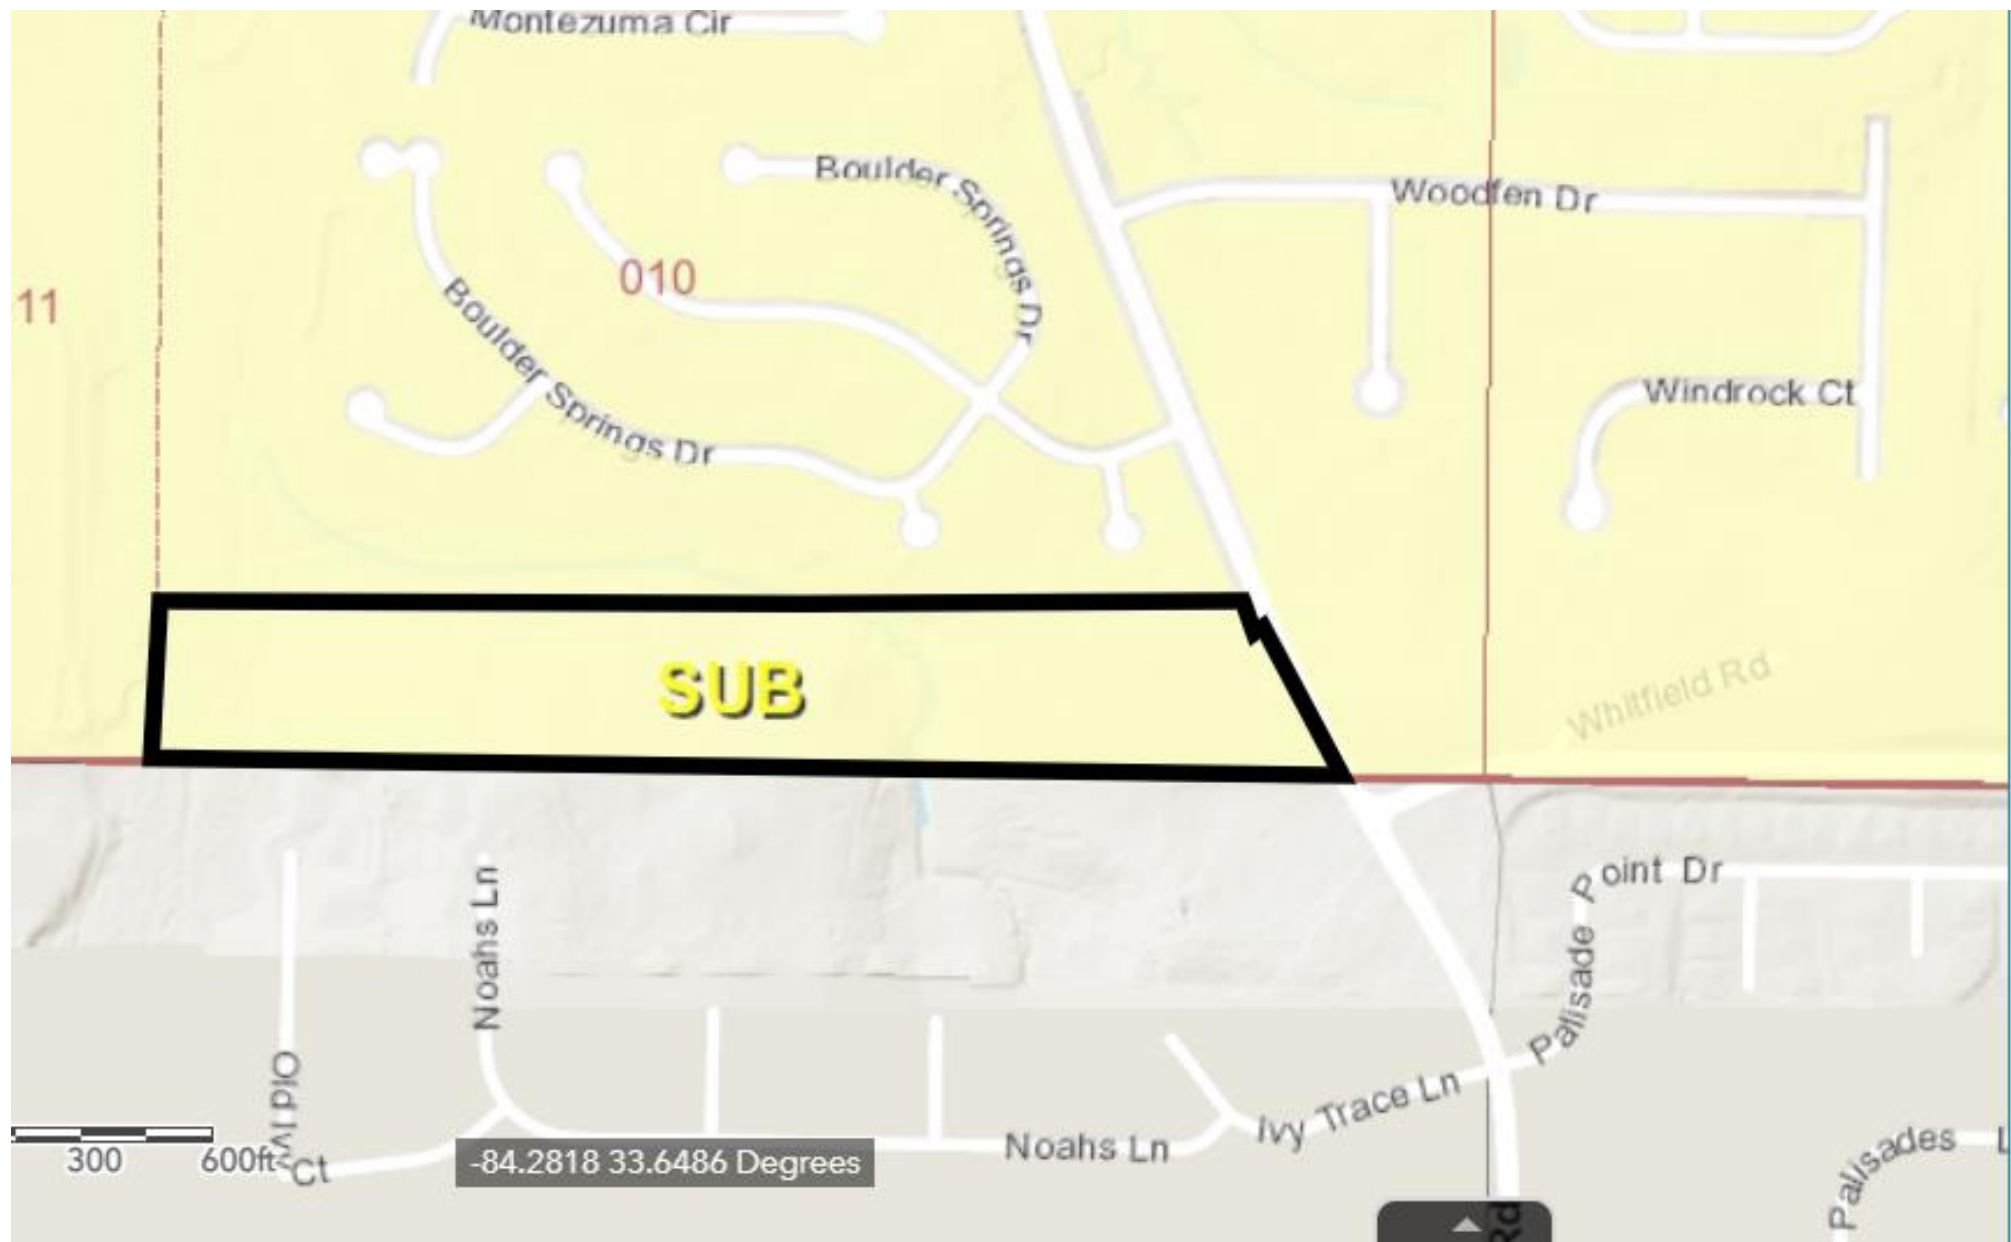 Montezuma Cir
Boulder Springs Dr
Woodfen Dr
010
11
Boulder Springs Dr
Windrock Ct
SUB
Whitfield Rd
Noahs Ln
Palisade Point Dr
Old Ivy
Ct
300
600ft
-84.2818 33.6486 Degrees
Noahs Ln
Ivy Trace Ln
Palisades L
Rd